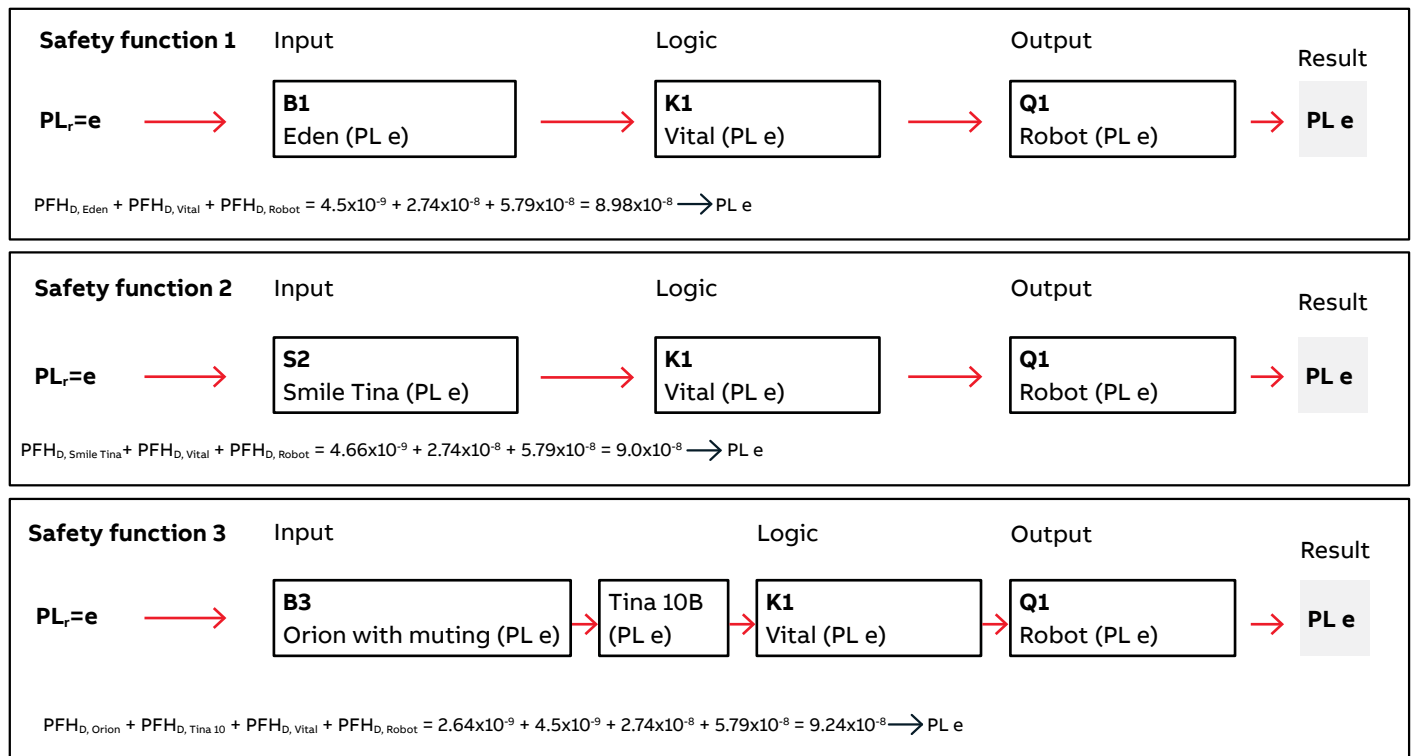 Safety function 1 Input Logic Output
Result
PLr=e
B1
Eden (PL e)
K1
Vital (PL e)
Q1
Robot (PL e)
PL e
PFHD, Eden + PFHD, Vital + PFHD, Robot = 4.5x10-9 + 2.74x10-8 + 5.79x10-8 = 8.98x10-8 → PL e
Safety function 2 Input Logic Output
Result
PLr=e
S2
Smile Tina (PL e)
K1
Vital (PL e)
Q1
Robot (PL e)
PL e
PFHD, Smile Tina+ PFHD, Vital + PFHD, Robot = 4.66x10-9 + 2.74x10-8 + 5.79x10-8 = 9.0x10-8 → PL e
Safety function 3 Input Logic Output
Result
PLr=e
B3
Orion with muting (PL e)
Tina 10B
(PL e)
K1
Vital (PL e)
Q1
Robot (PL e)
PL e
PFHD, Orion + PFHD, Tina 10 + PFHD, Vital + PFHD, Robot = 2.64x10-9 + 4.5x10-9 + 2.74x10-8 + 5.79x10-8 = 9.24x10-8 → PL e